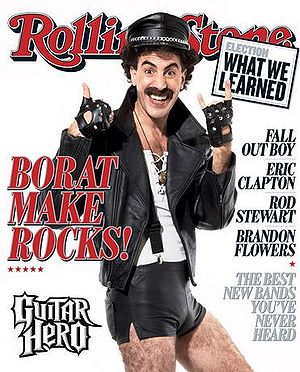 Rolling Stone
ELECTION
WHAT WE
LEARNED
FALL
OUT BOY
ERIC
CLAPTON
ROD
STEWART
BRANDON
FLOWERS
BORAT
MAKE
ROCKS!
THE BEST
NEW BANDS
YOU'VE
NEVER
HEARD
GUITAR
HERO